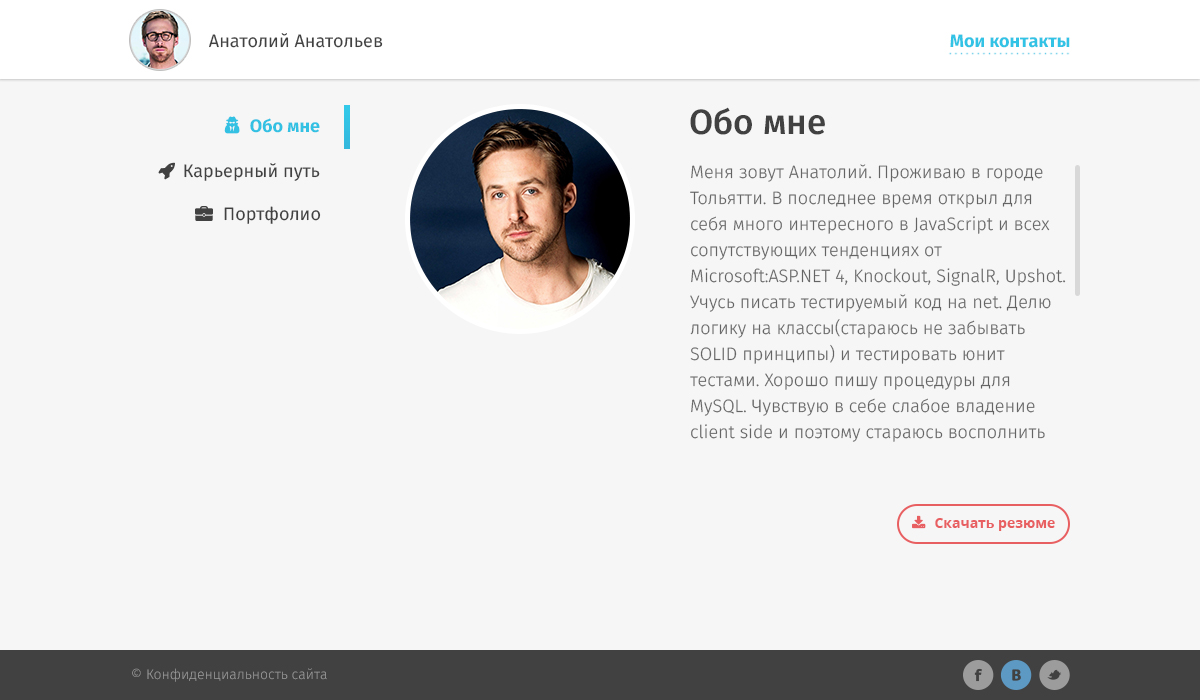 Анатолий Анатольев
Мои контакты
Обо мне
Карьерный путь
Портфолио
Обо мне
Меня зовут Анатолий. Проживаю в городе
Тольятти. В последнее время открыл для
себя много интересного в JavaScript и всех
сопутствующих тенденциях от
Microsoft:ASP.NET 4, Knockout, SignalR, Upshot.
Учусь писать тестируемый код на net. Делю
логику на классы(стараюсь не забывать
SOLID принципы) и тестировать юнит
тестами. Хорошо пишу процедуры для
MySQL. Чувствую в себе слабое владение
client side и поэтому стараюсь восполнить
Скачать резюме
© Конфиденциальность сайта